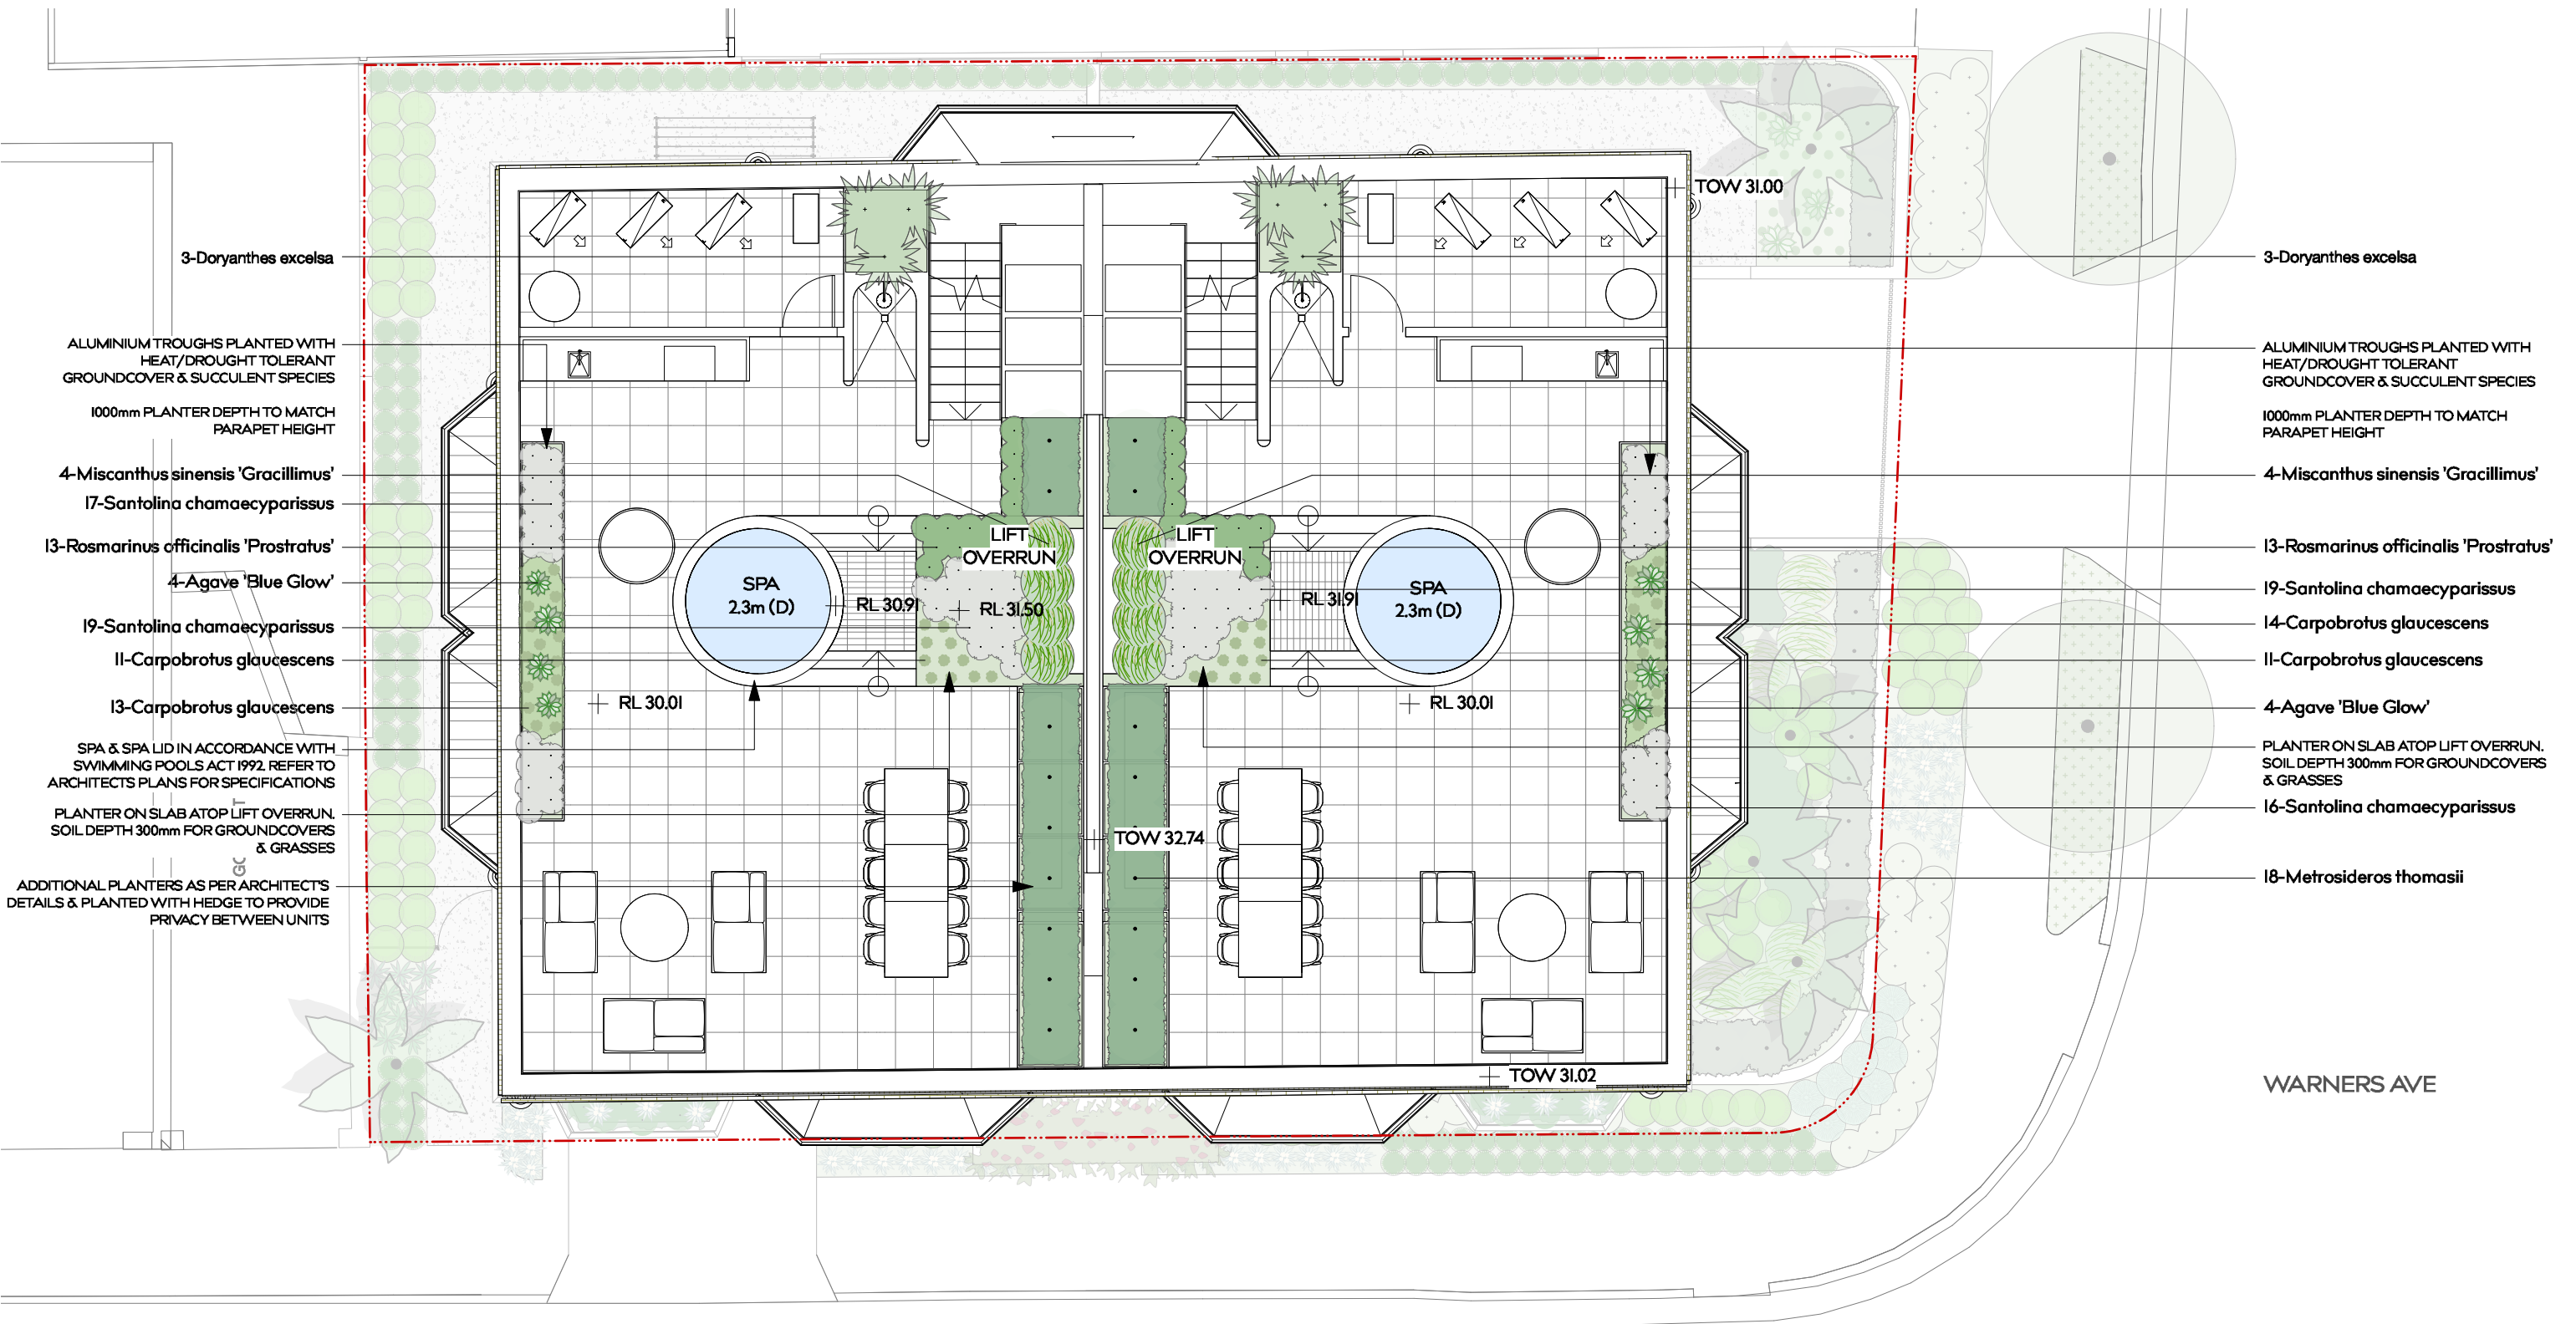 3-Doryanthes excelsa
ALUMINIUM TROUGHS PLANTED WITH
HEAT/DROUGHT TOLERANT
GROUNDCOVER & SUCCULENT SPECIES
1000mm PLANTER DEPTH TO MATCH
PARAPET HEIGHT
4-Miscanthus sinensis 'Gracillimus'
17-Santolina chamaecyparissus
13-Rosmarinus officinalis 'Prostratus'
4-Agave 'Blue Glow'
19-Santolina chamaecyparissus
11-Carpobrotus glaucescens
13-Carpobrotus glaucescens
SPA & SPA LID IN ACCORDANCE WITH
SWIMMING POOLS ACT 1992. REFER TO
ARCHITECTS PLANS FOR SPECIFICATIONS
PLANTER ON SLAB ATOP LIFT OVERRUN.
SOIL DEPTH 300mm FOR GROUNDCOVERS
& GRASSES
ADDITIONAL PLANTERS AS PER ARCHITECT'S
DETAILS & PLANTED WITH HEDGE TO PROVIDE
PRIVACY BETWEEN UNITS
TOW 31.00
LIFT
OVERRUN
LIFT
OVERRUN
SPA
2.3m (D)
RL 30.91
RL 31.50
RL 31.91
SPA
2.3m (D)
RL 30.01
RL 30.01
TOW 32.74
TOW 31.02
3-Doryanthes excelsa
ALUMINIUM TROUGHS PLANTED WITH
HEAT/DROUGHT TOLERANT
GROUNDCOVER & SUCCULENT SPECIES
1000mm PLANTER DEPTH TO MATCH
PARAPET HEIGHT
4-Miscanthus sinensis 'Gracillimus'
13-Rosmarinus officinalis 'Prostratus'
19-Santolina chamaecyparissus
14-Carpobrotus glaucescens
11-Carpobrotus glaucescens
4-Agave 'Blue Glow'
PLANTER ON SLAB ATOP LIFT OVERRUN.
SOIL DEPTH 300mm FOR GROUNDCOVERS
& GRASSES
16-Santolina chamaecyparissus
18-Metrosideros thomasii
WARNERS AVE